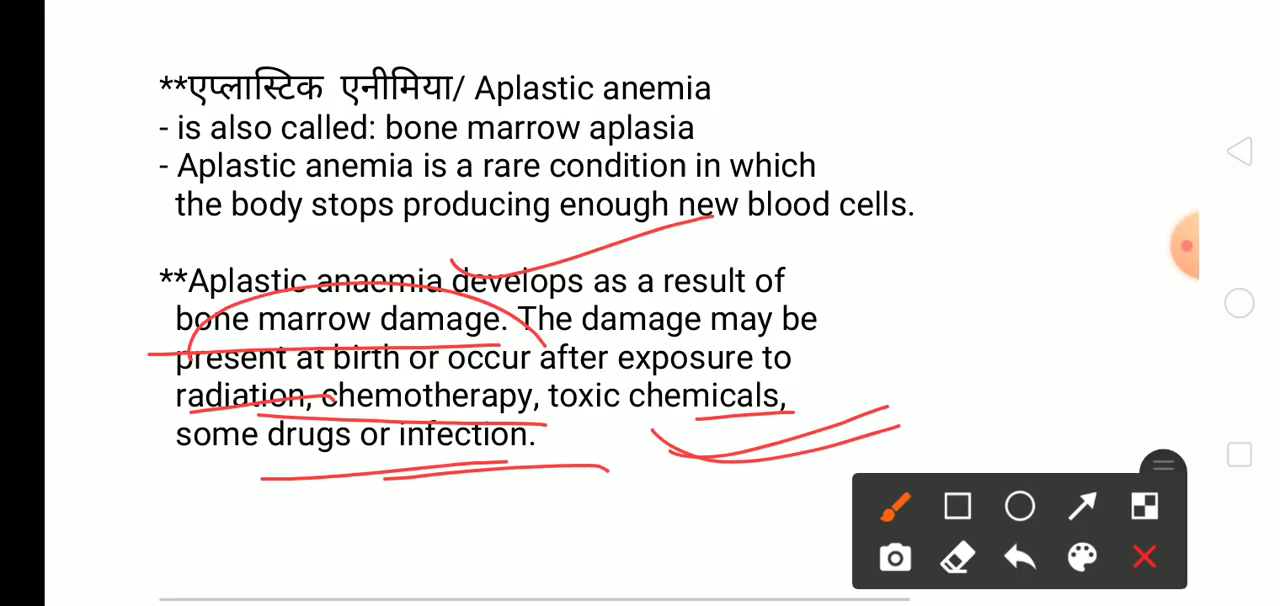 **एप्लास्टिक एनीमिया/ Aplastic anemia
- is also called: bone marrow aplasia
- Aplastic anemia is a rare condition in which
the body stops producing enough new blood cells.
**Aplastic anaemia develops as a result of
bone marrow damage. The damage may be
present at birth or occur after exposure to
radiation, chemotherapy, toxic chemicals,
some drugs or infection.